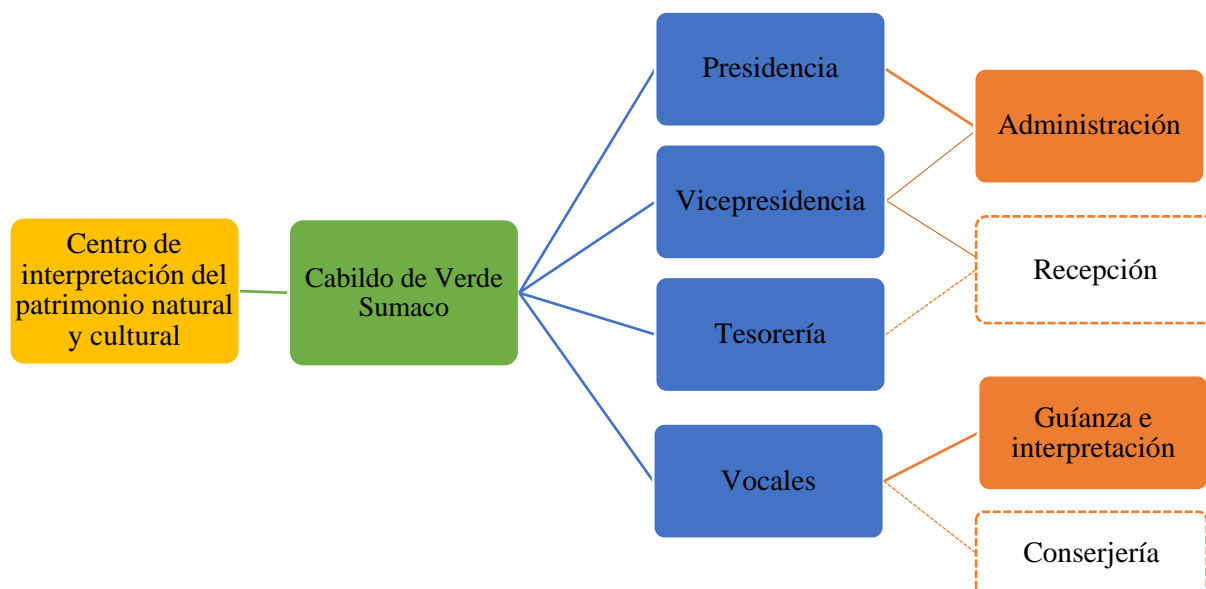 Centro de
interpretación del
patrimonio natural
y cultural
Cabildo de Verde
Sumaco
Presidencia
Vicepresidencia
Tesorería
Vocales
Administración
Recepción
Guíanza e
interpretación
Conserjería